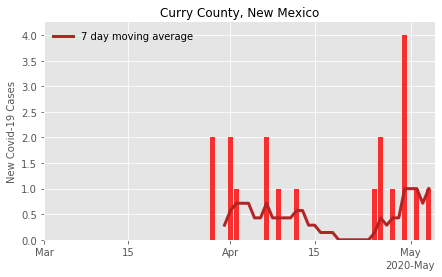 Curry County, New Mexico
7 day moving average
New Covid-19 Cases
4.0
3.5
3.0
2.5
2.0
1.5
1.0
0.5
0.0
Mar
15
Apr
15
May
2020-May